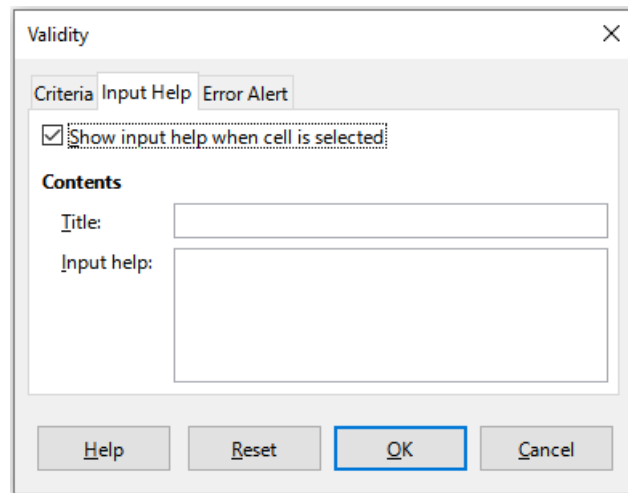 Validity
Criteria Input Help Error Alert
Show input help when cell is selected
Contents
Title:
Input help:
Help Reset OK Cancel